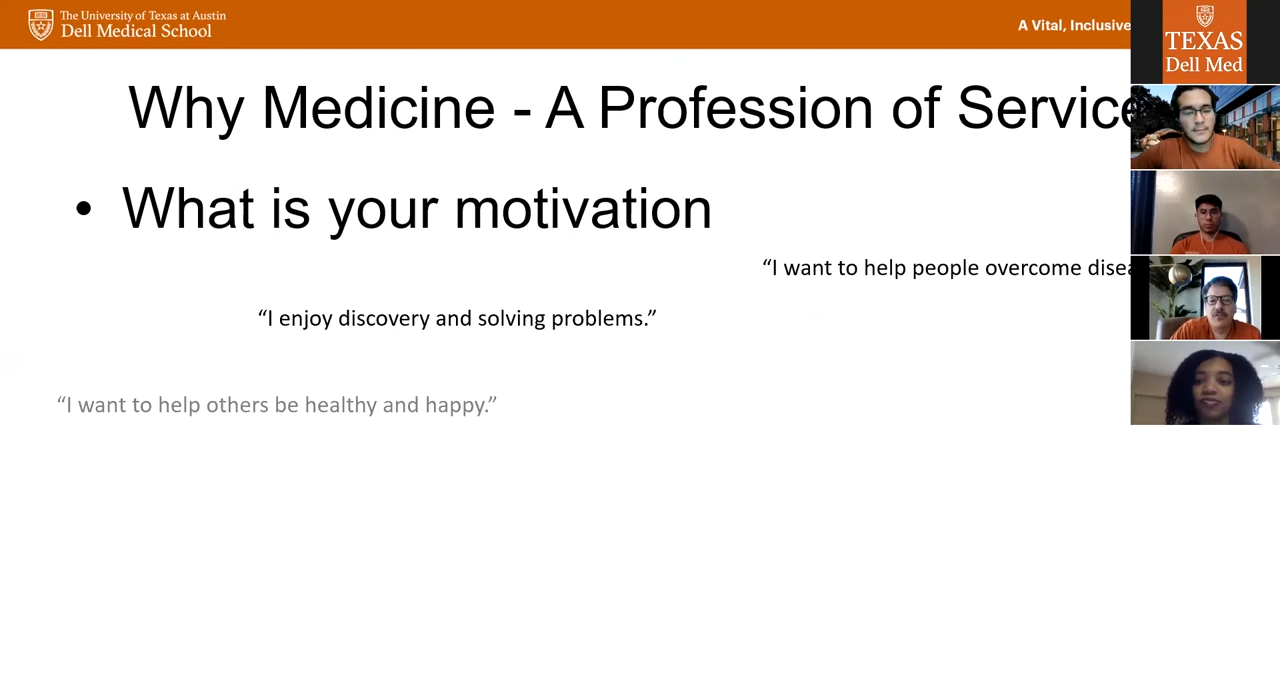 The University of Texas at Austin
Dell Medical School
A Vital, Inclusive
TEXAS
Dell Med
Why Medicine - A Profession of Service
• What is your motivation
“I want to help people overcome
“I enjoy discovery and solving problems.”
“I want to help others be healthy and happy.”